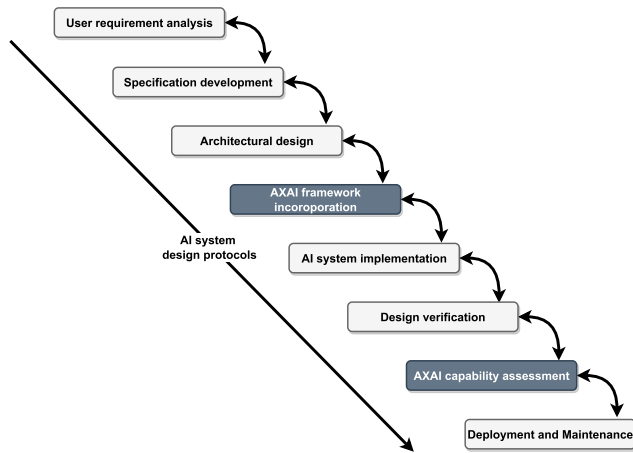 User requirement analysis
Specification development
Architectural design
AXAI framework
incoroporation
AI system
design protocols
AI system implementation
Design verification
AXAI capability assessment
Deployment and Maintenance